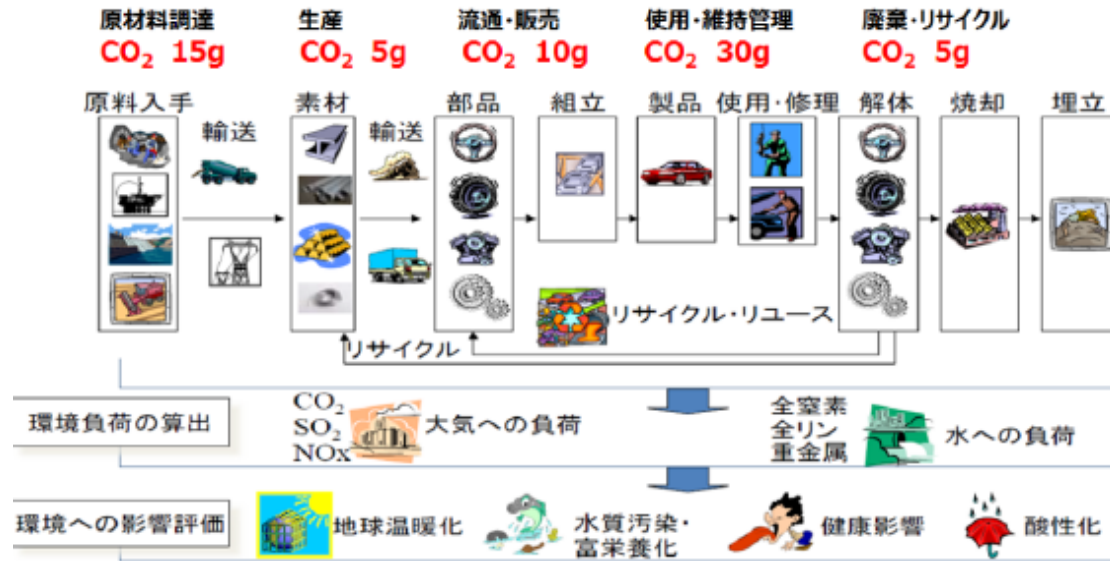 原材料調達
CO₂ 15g
生産
CO₂ 5g
流通・販売
CO₂ 10g
使用・維持管理
CO₂ 30g
廃棄・リサイクル
CO₂ 5g
原料入手
輸送
素材
輸送
部品
組立
製品
使用・修理
解体
焼却
埋立
リサイクル・リユース
リサイクル
環境負荷の算出
CO₂
SO₂
NOx
大気への負荷
全窒素
全リン
重金属
水への負荷
環境への影響評価
地球温暖化
水質汚染・
富栄養化
健康影響
酸性化